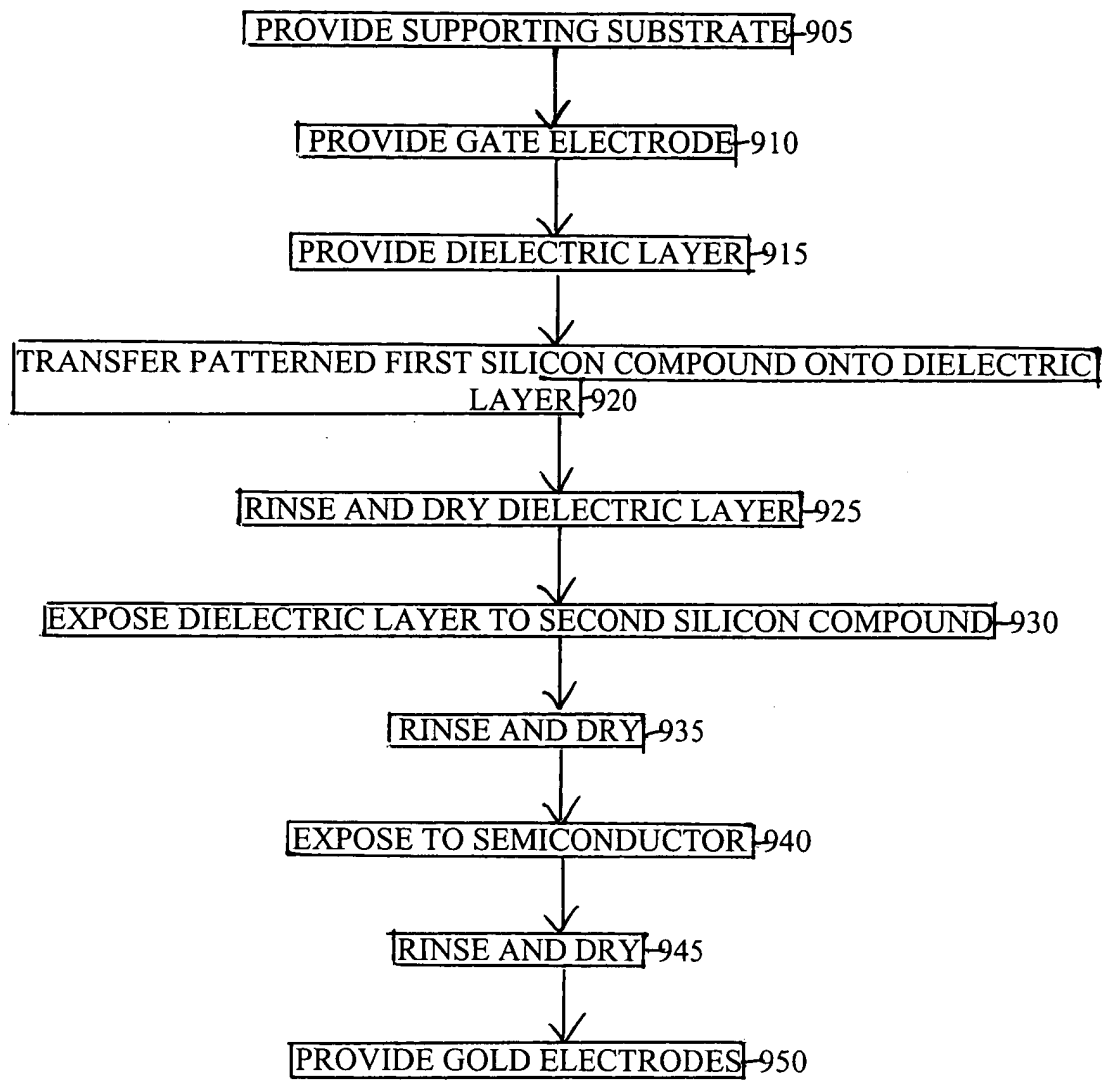 PROVIDE SUPPORTING SUBSTRATE 905
PROVIDE GATE ELECTRODE 910
PROVIDE DIELECTRIC LAYER 915
TRANSFER PATTERNED FIRST SILICON COMPOUND ONTO DIELECTRIC
LAYER 920
RINSE AND DRY DIELECTRIC LAYER 925
EXPOSE DIELECTRIC LAYER TO SECOND SILICON COMPOUND 930
RINSE AND DRY 935
EXPOSE TO SEMICONDUCTOR 940
RINSE AND DRY 945
PROVIDE GOLD ELECTRODES 950